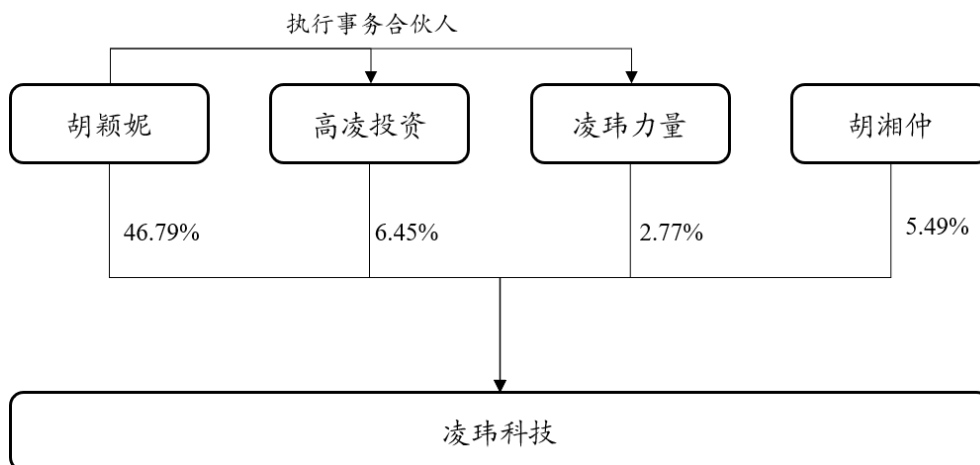 执行事务合伙人
胡颖妮
高凌投资
凌玮力量
胡湘仲
46.79%
6.45%
2.77%
5.49%
凌玮科技